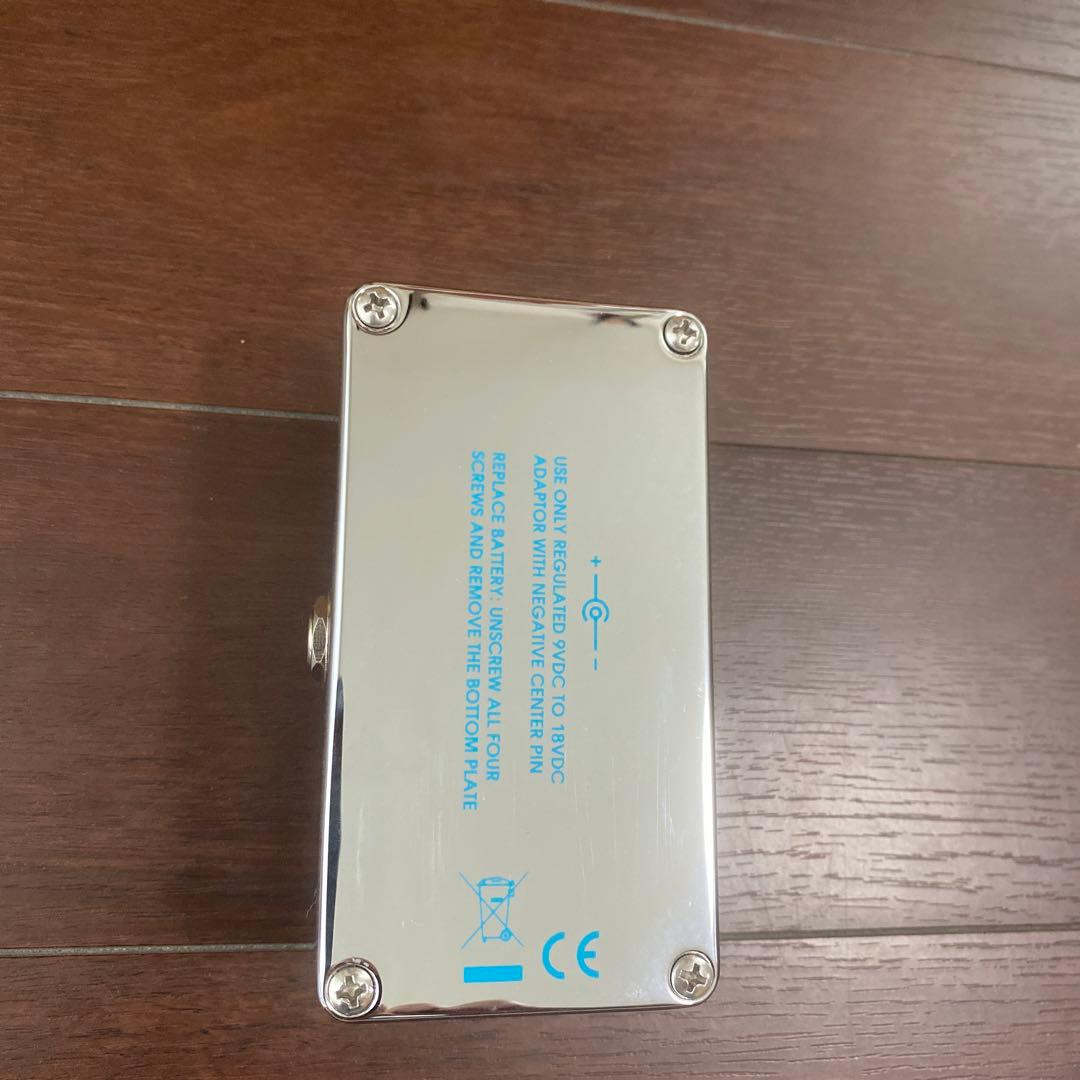 + -
USE ONLY REGULATED 9VDC TO 18VDC
ADAPTOR WITH NEGATIVE CENTER PIN
REPLACE BATTERY: UNSCREW ALL FOUR
SCREWS AND REMOVE THE BOTTOM PLATE
CE